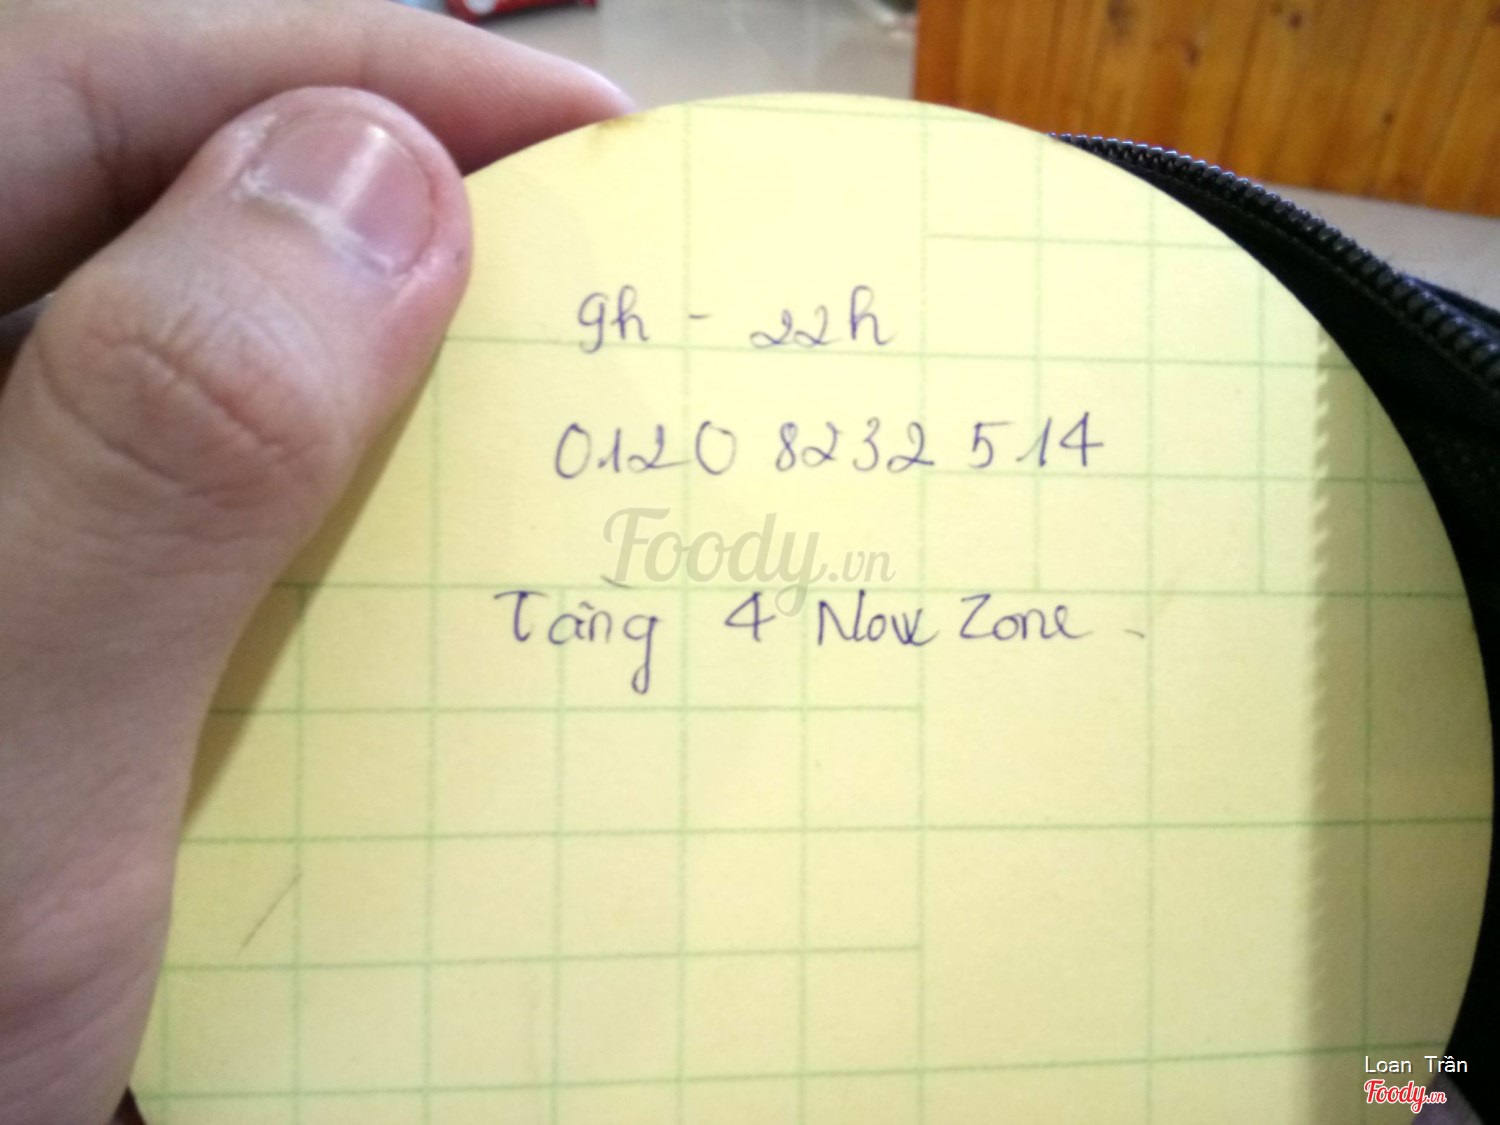 9h - 22h
0120 8232 514
Foody.vn
Tầng 4 Now Zone.
Loan Trần
Foody.vn